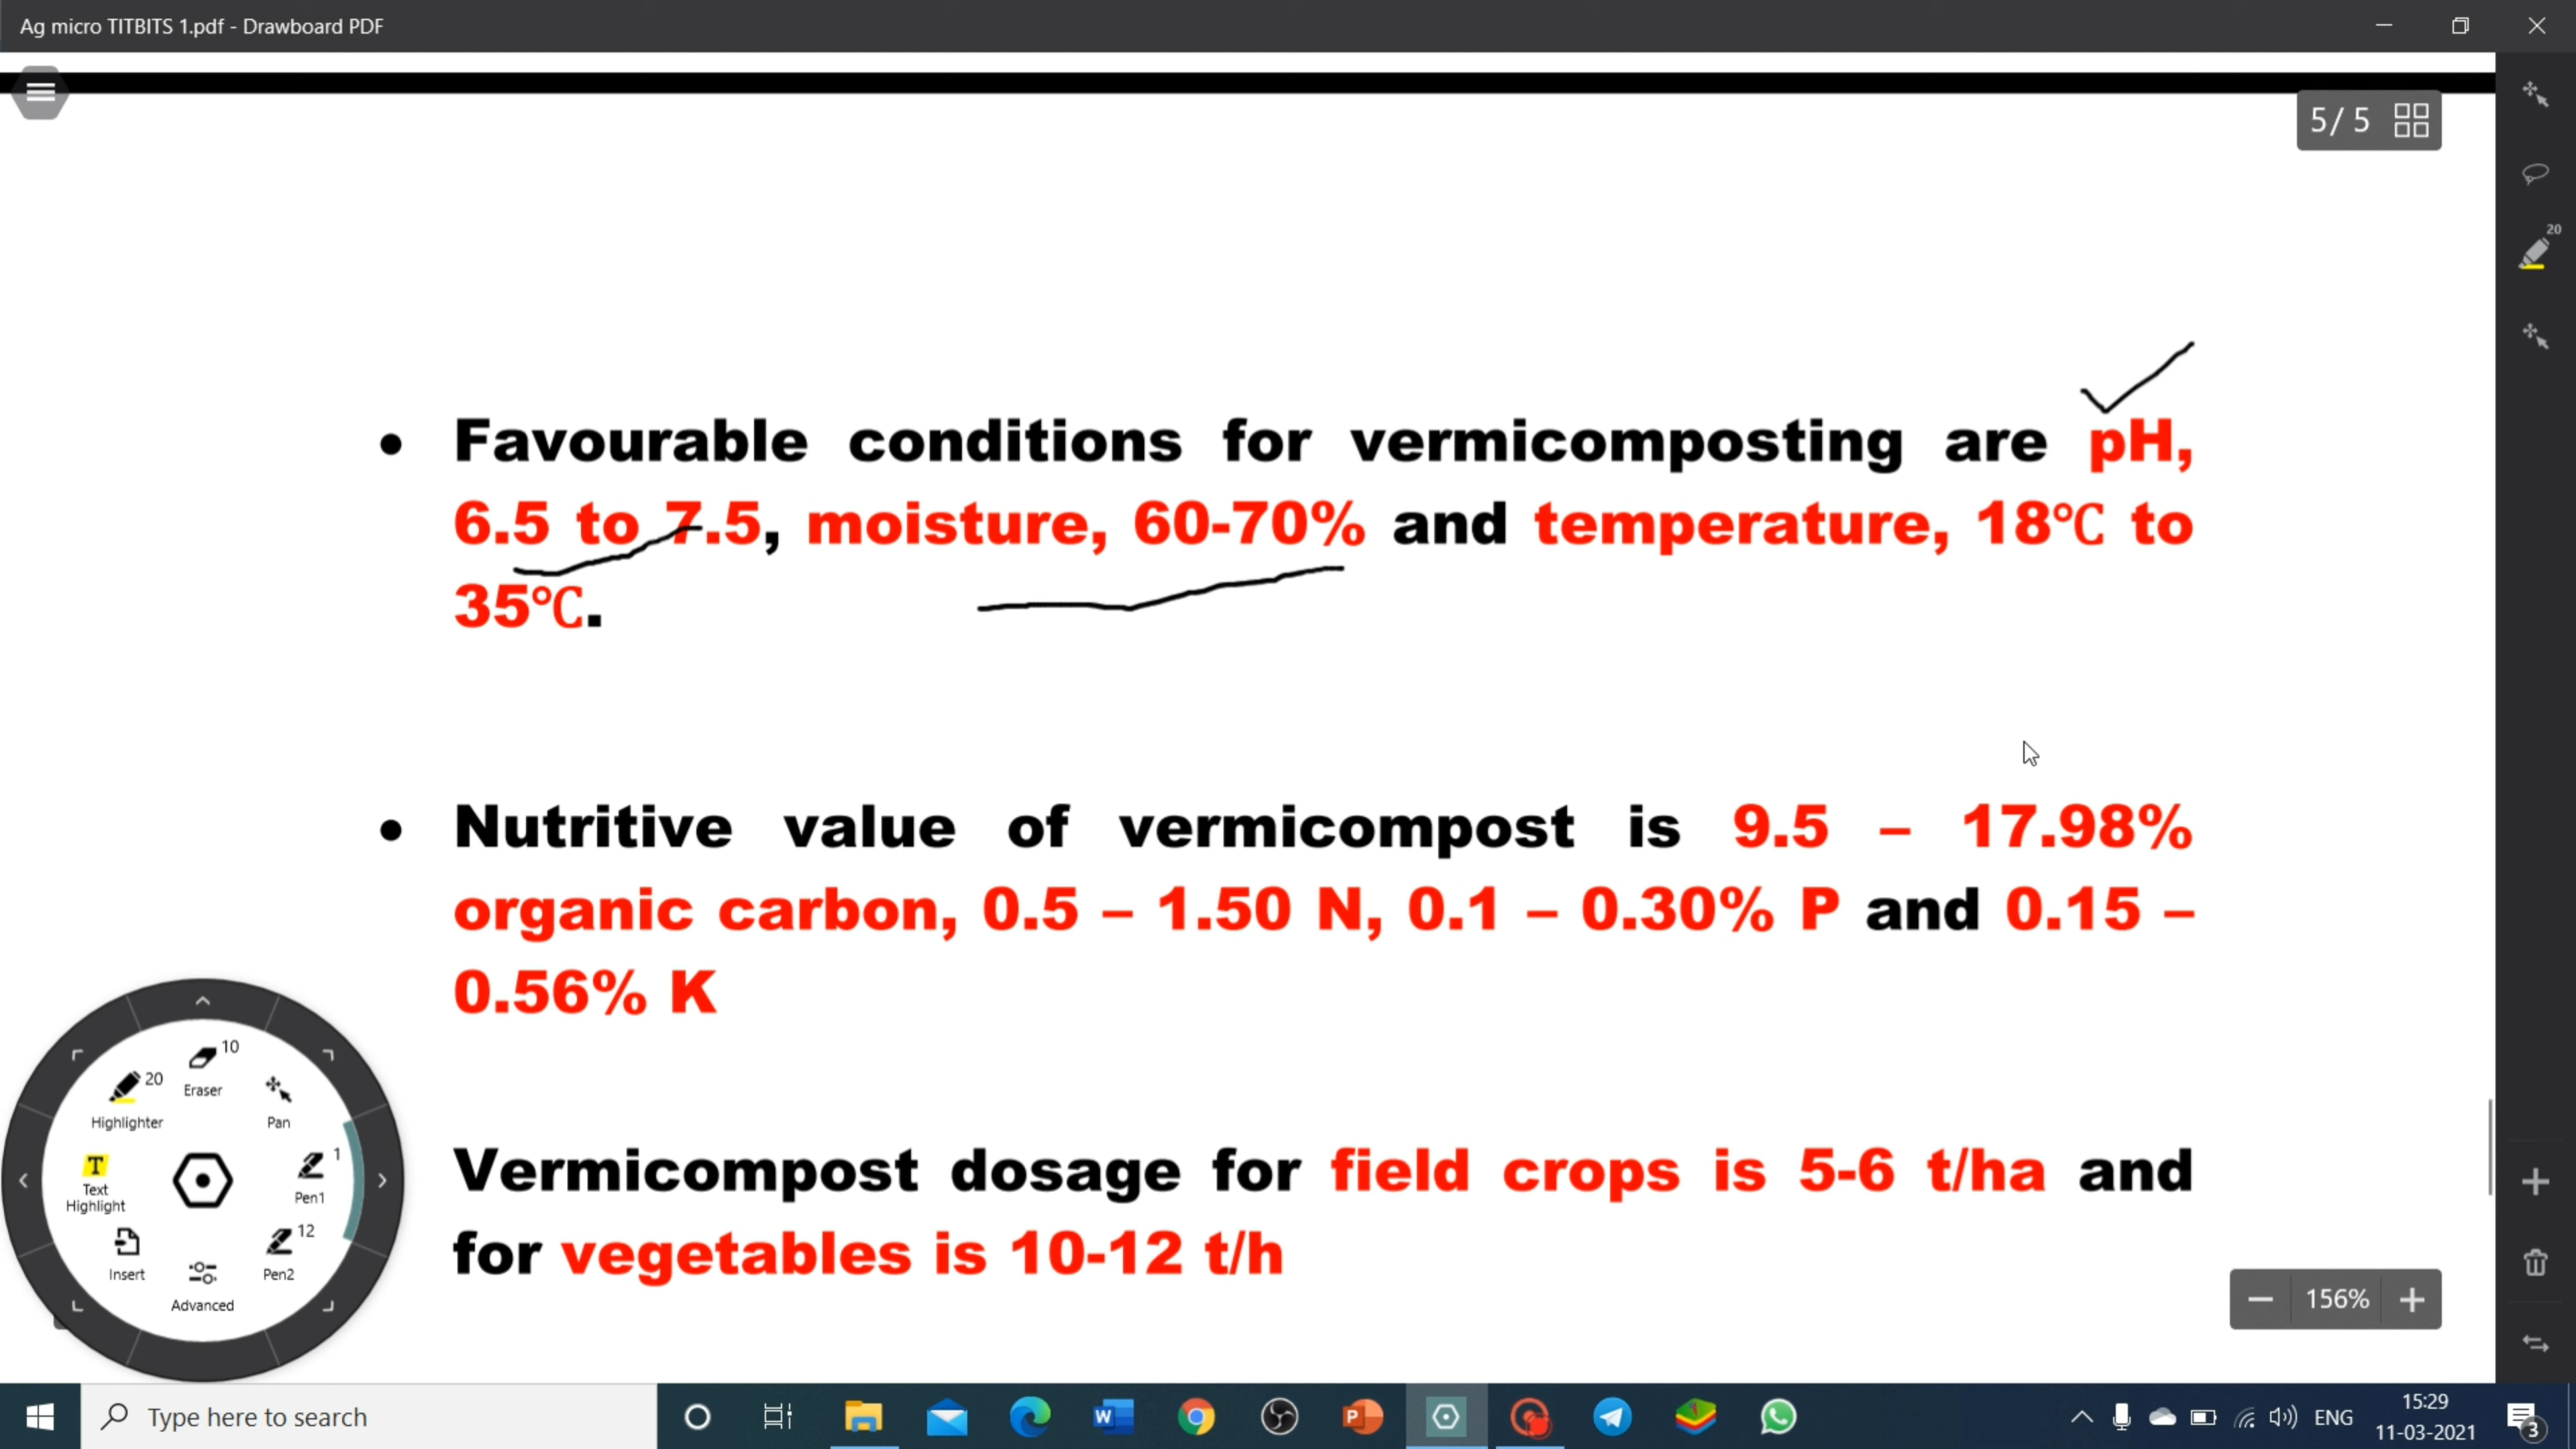 Ag micro TITBITS 1.pdf - Drawboard PDF
5/ 5
20
• Favourable conditions for vermicomposting are pH,
6.5 to 7.5, moisture, 60-70% and temperature, 18℃ to
35℃.
• Nutritive value of vermicompost is 9.5 – 17.98%
organic carbon, 0.5 – 1.50 N, 0.1 – 0.30% P and 0.15 –
0.56% K
Vermicompost dosage for field crops is 5-6 t/ha and
for vegetables is 10-12 t/h
10
Eraser
20
Highlighter
Pan
T
Text
Highlight
1
Pen1
Insert
12
Pen2
Advanced
156%
Type here to search
W
P
ENG
15:29
11-03-2021
3